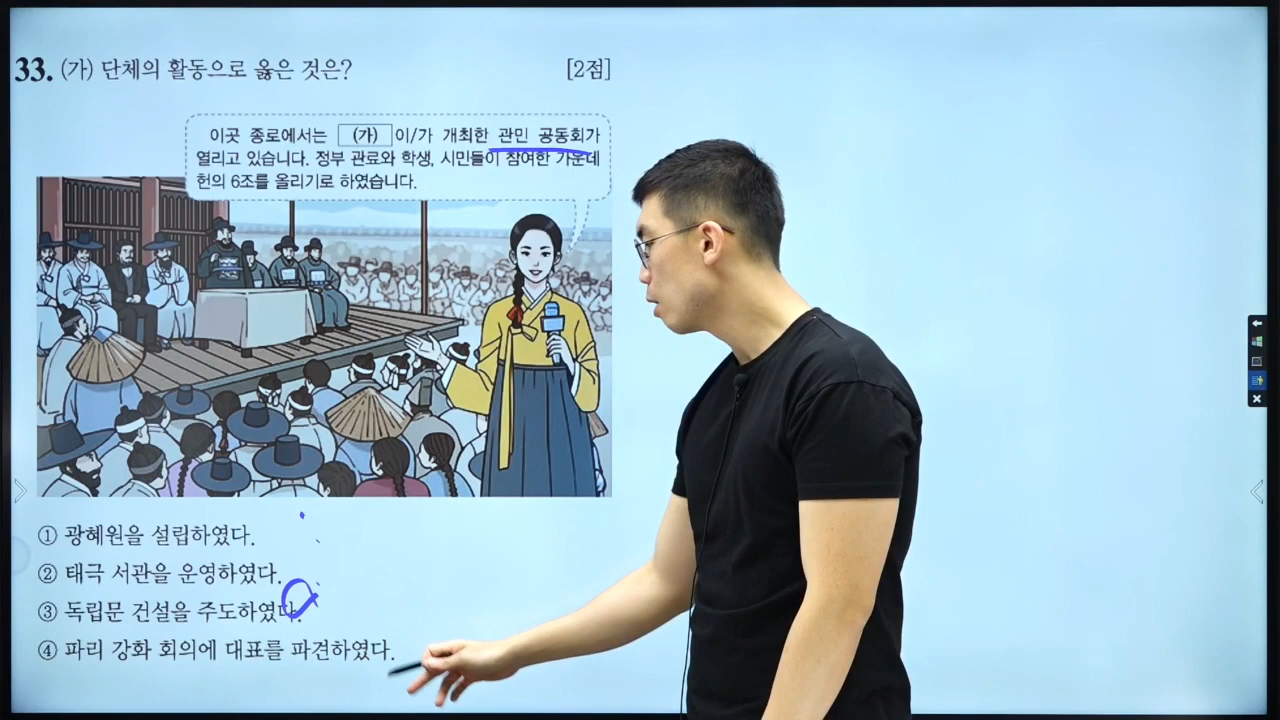 33. (가) 단체의 활동으로 옳은 것은? [2점]
이곳 종로에서는 (가) 이/가 개최한 관민 공동회가
열리고 있습니다. 정부 관료와 학생, 시민들이 참여한 가운데
헌의 6조를 올리기로 하였습니다.
① 광혜원을 설립하였다.
② 태극 서관을 운영하였다.
③ 독립문 건설을 주도하였다.
④ 파리 강화 회의에 대표를 파견하였다.